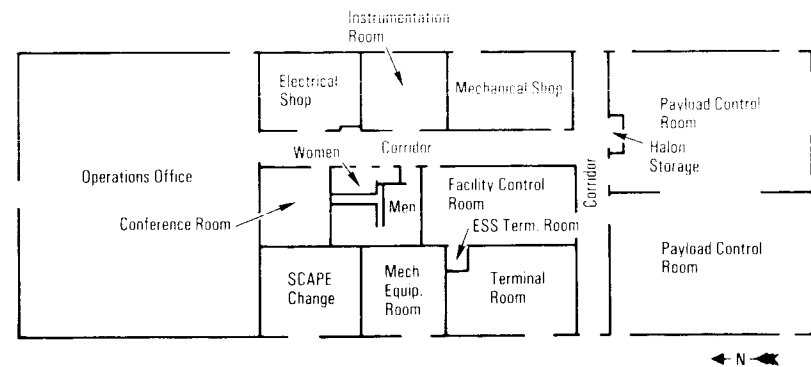 Instrumentation
Room
Electrical
Shop
Mechanical Shop
Payload Control
Room
Halon
Storage
Women
Corridor
Operations Office
Conference Room
Men
Facility Control
Room
ESS Term. Room
Corridor
SCAPE
Change
Mech
Equip.
Room
Terminal
Room
Payload Control
Room
N